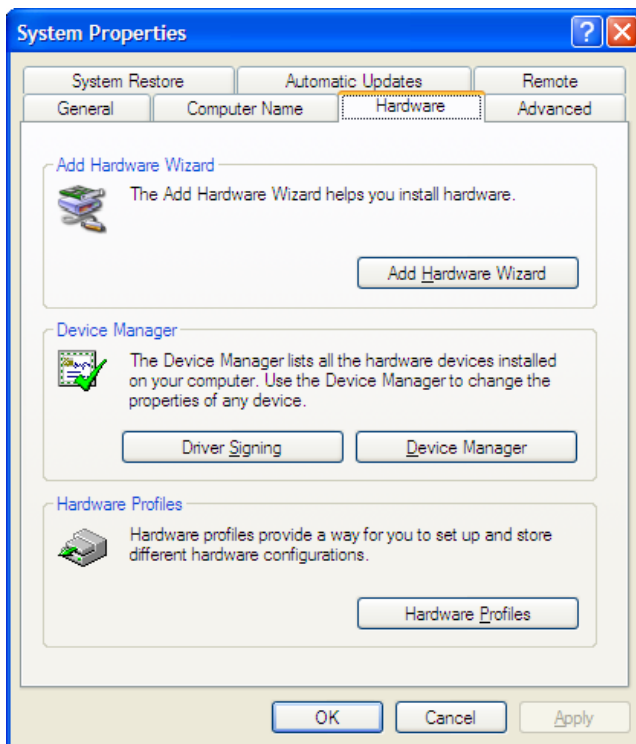 System Properties
System Restore Automatic Updates Remote
General Computer Name Hardware Advanced
Add Hardware Wizard
The Add Hardware Wizard helps you install hardware.
Add Hardware Wizard
Device Manager
The Device Manager lists all the hardware devices installed
on your computer. Use the Device Manager to change the
properties of any device.
Driver Signing Device Manager
Hardware Profiles
Hardware profiles provide a way for you to set up and store
different hardware configurations.
Hardware Profiles
OK Cancel Apply